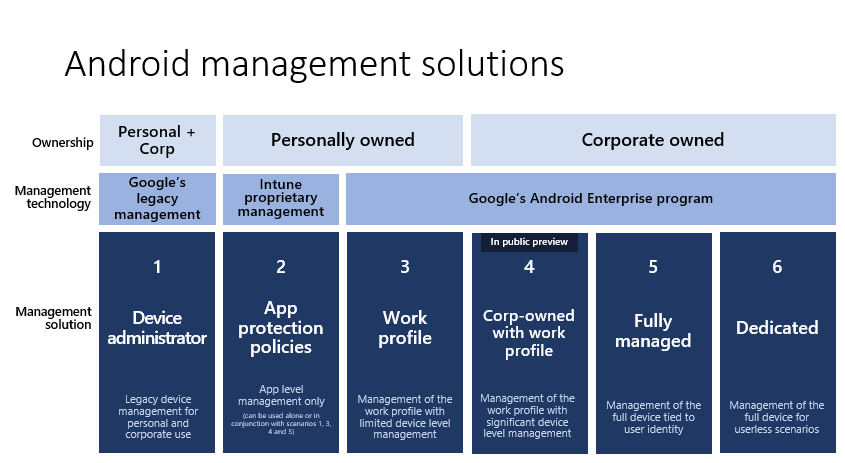 Android management solutions
Ownership
Personal +
Corp
Personally owned
Corporate owned
Management
technology
Google's
legacy
management
Intune
proprietary
management
Google's Android Enterprise program
Management
solution
1
Device
administrator
Legacy device
management for
personal and
corporate use
2
App
protection
policies
App level
management only
(can be used alone or in
conjunction with scenarios 1, 3,
4 and 5)
3
Work
profile
Management of the
work profile with
limited device level
management
In public preview
4
Corp-owned
with work
profile
Management of the
work profile with
significant device
level management
5
Fully
managed
Management of the
full device tied to
user identity
6
Dedicated
Management of the
full device for
userless scenarios